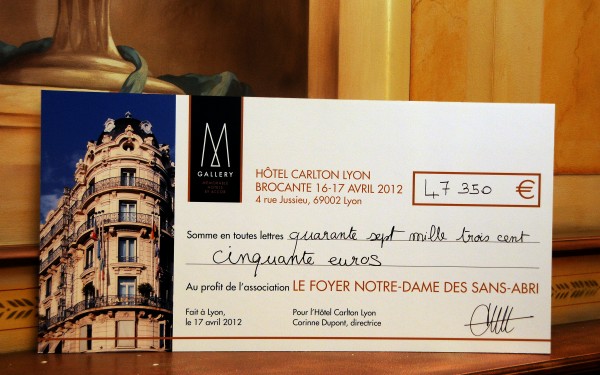 M
GALLERY
HÔTEL CARLTON LYON
BROCANTE 16-17 AVRIL 2012
4 rue Jussieu, 69002 Lyon
47 350 €
Somme en toutes lettres quarante sept mille trois cent
cinquante euros
Au profit de l'association LE FOYER NOTRE-DAME DES SANS-ABRI
Fait à Lyon,
le 17 avril 2012
Pour l'Hôtel Carlton Lyon
Corinne Dupont, directrice